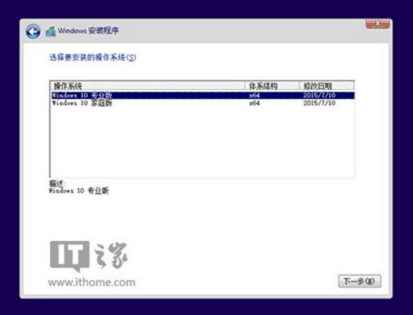 Windows 安装程序
选择要安装的操作系统(S)
操作系统 体系结构 修改日期
Windows 10 专业版 x64 2015/7/10
Windows 10 家庭版 x64 2015/7/10
描述:
Windows 10 专业版
IT之家
www.ithome.com
下一步(N)